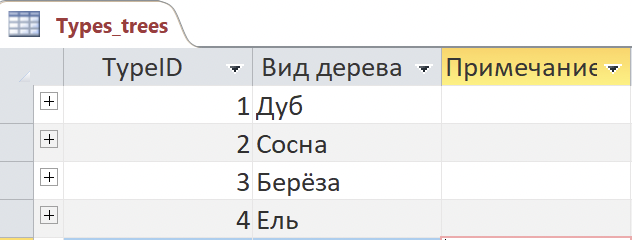 Types_trees
TypeID Вид дерева Примечание
1 Дуб
2 Сосна
3 Берёза
4 Ель